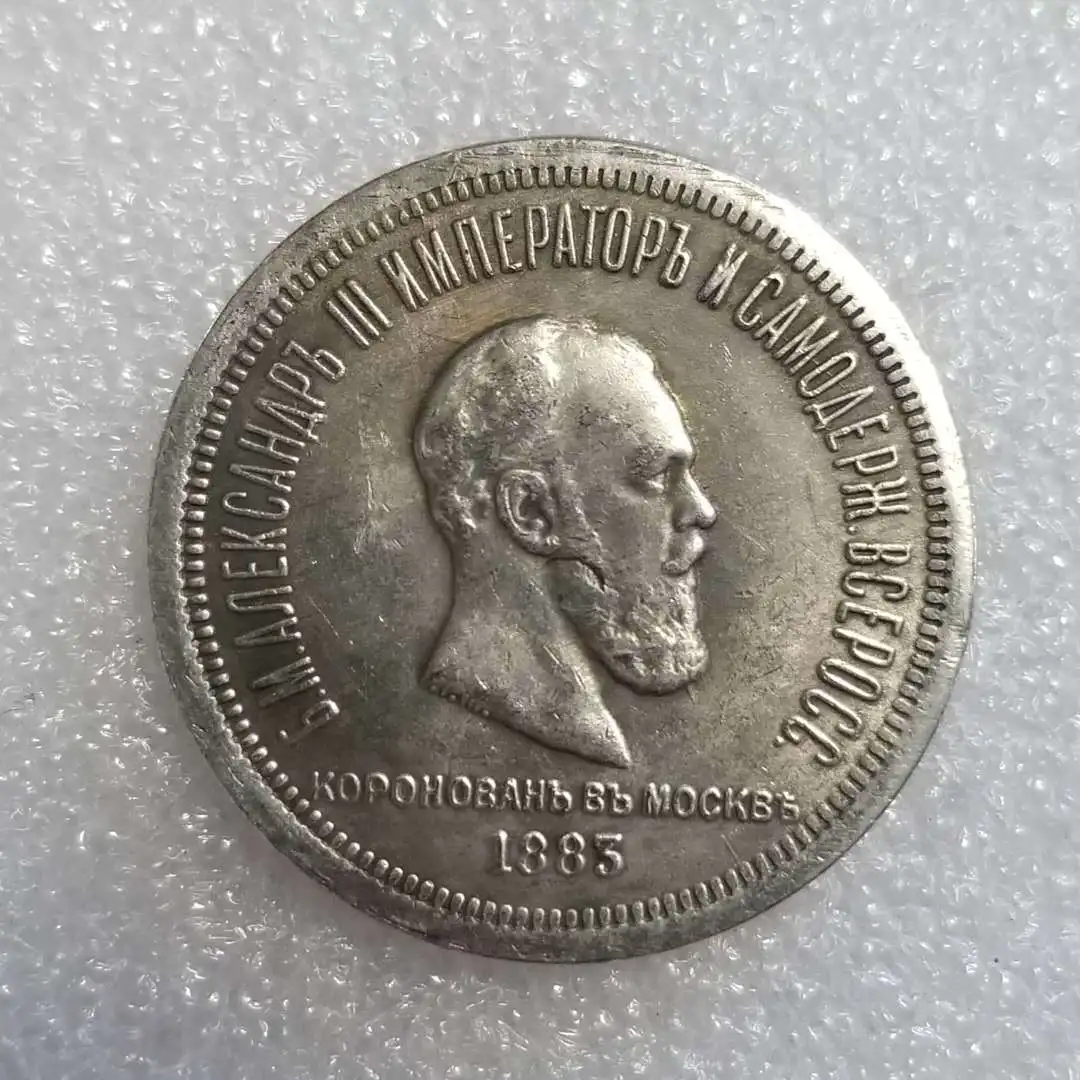 Б.М.АЛЕКСАНДРЪ III ИМПЕРАТОРЪ И САМОДЕРЖ. ВСЕРОСС.
КОРОНОВАНЪ ВЪ МОСКВѢ
1883